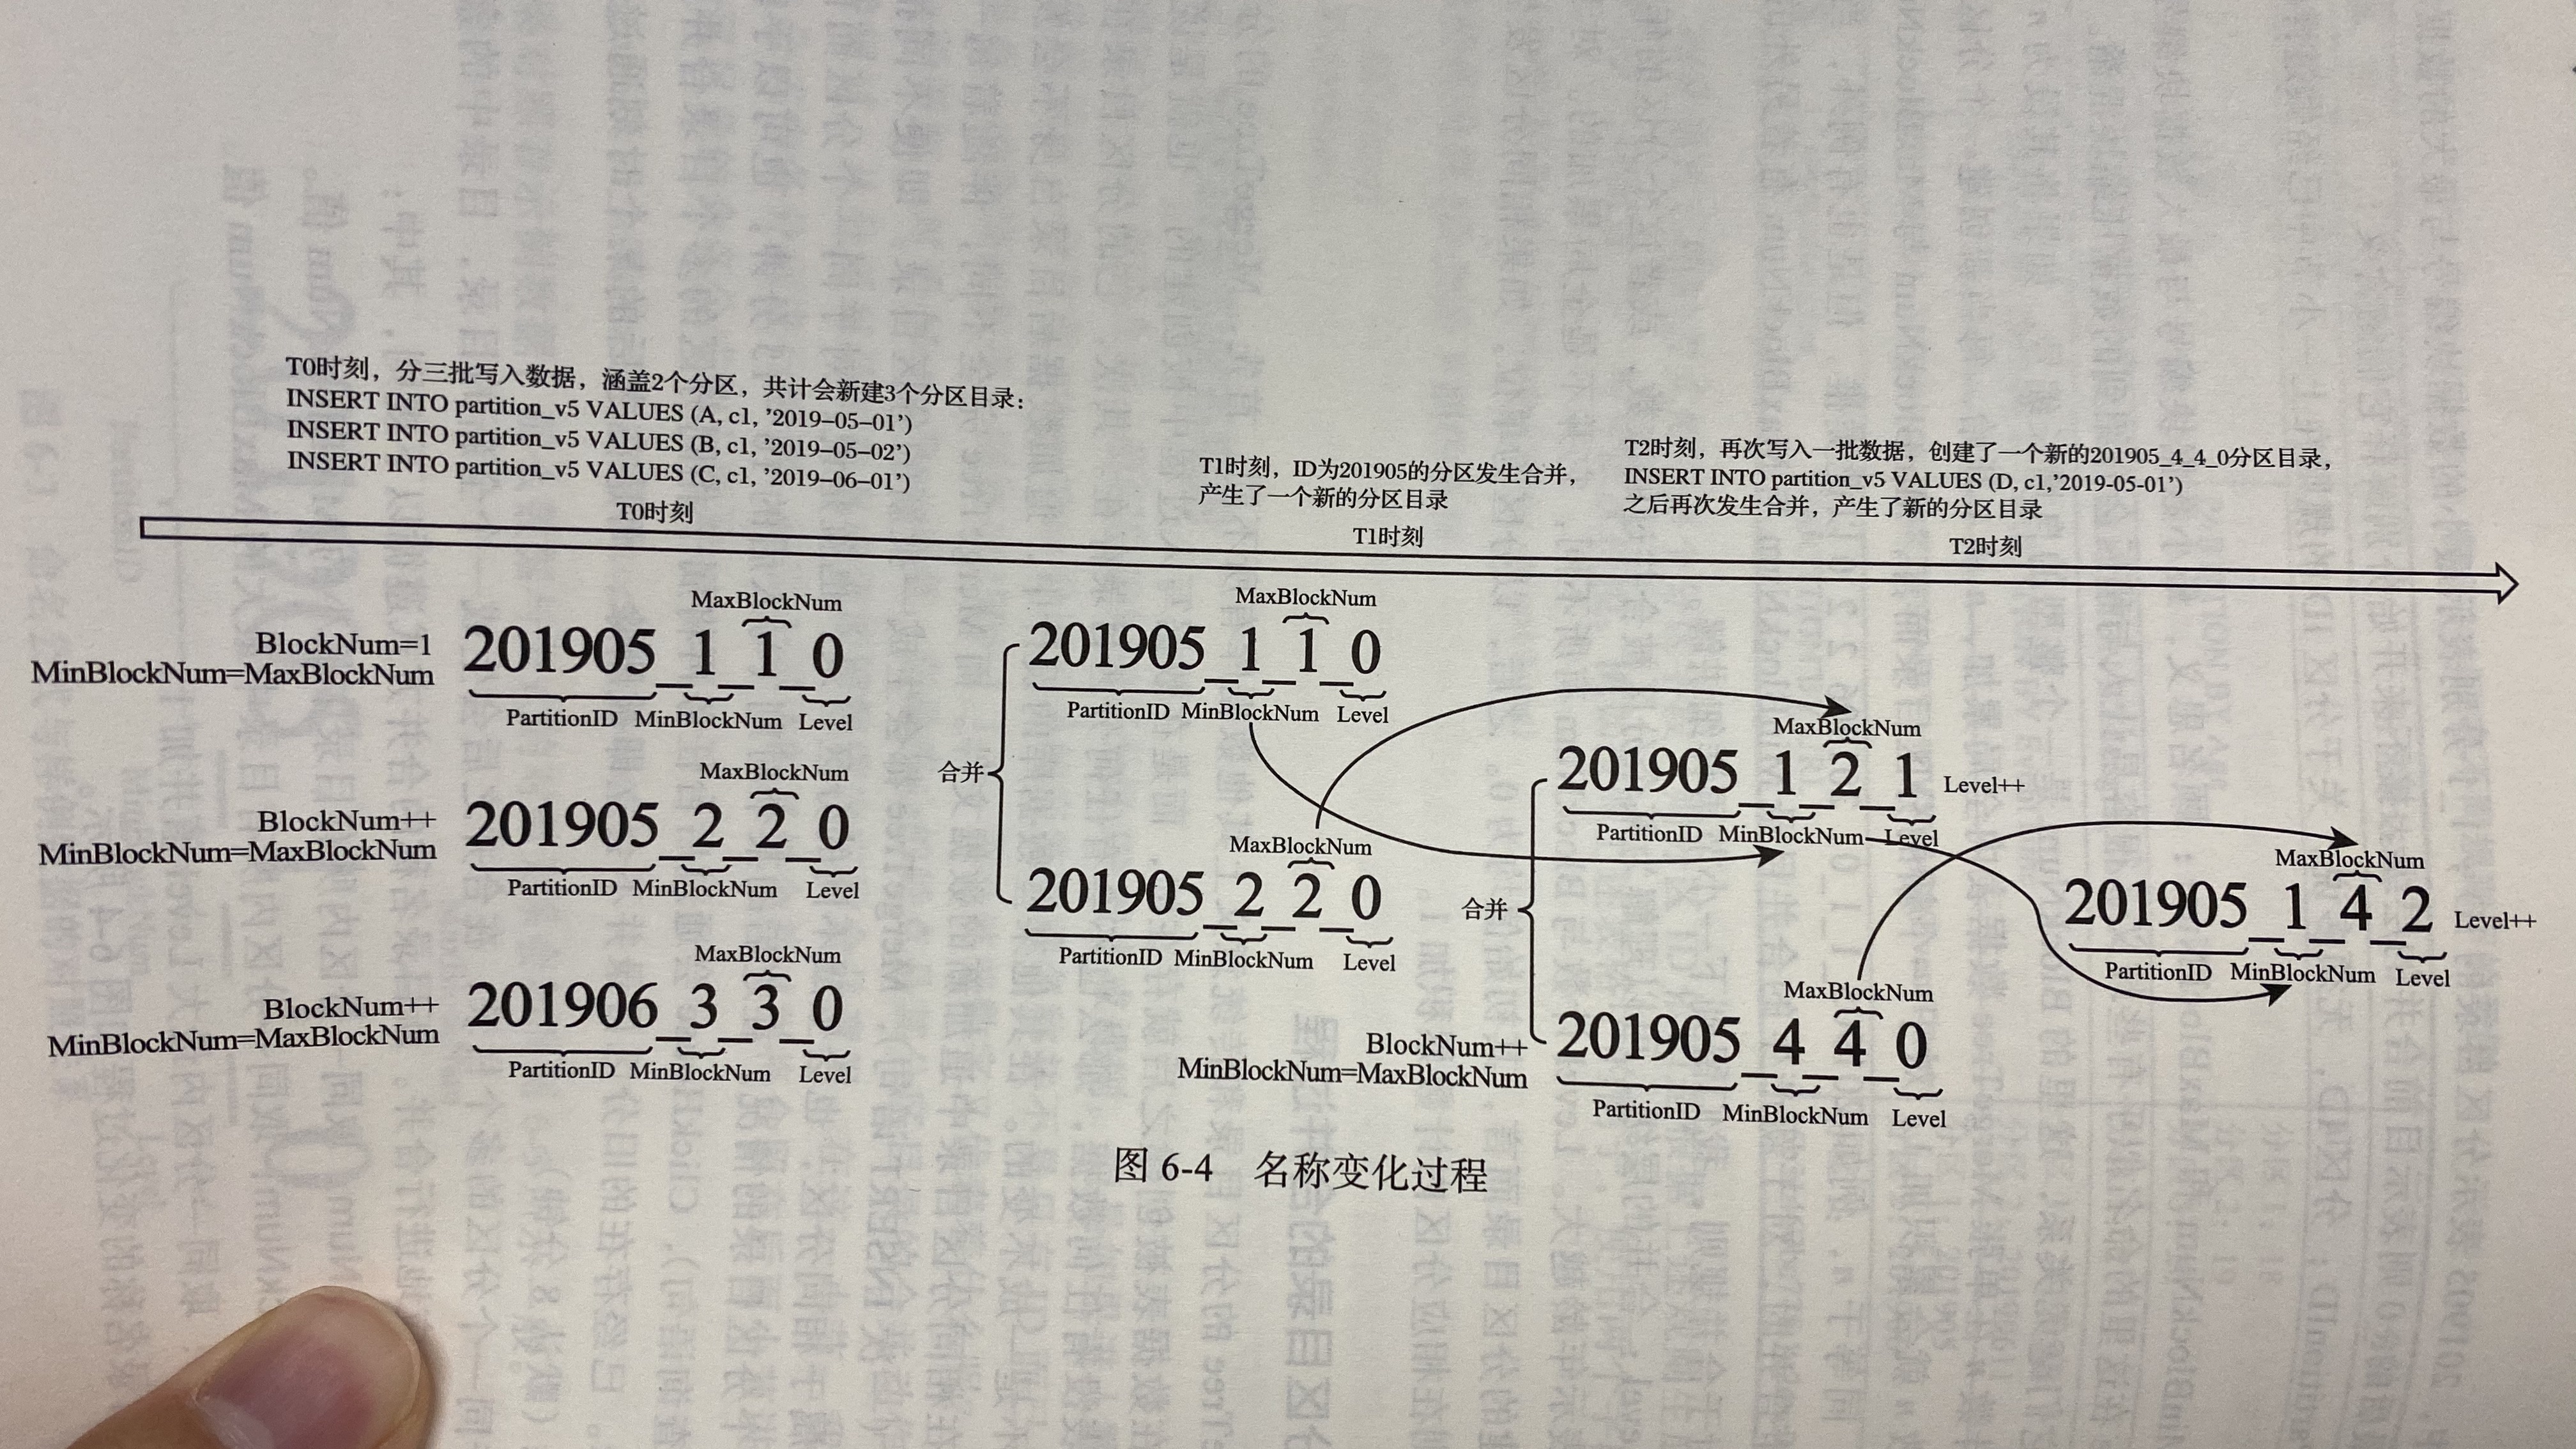 T0时刻，分三批写入数据，涵盖2个分区，共计会新建3个分区目录：
INSERT INTO partition_v5 VALUES (A, c1, ’2019–05–01’)
INSERT INTO partition_v5 VALUES (B, c1, ’2019–05–02’)
INSERT INTO partition_v5 VALUES (C, c1, ’2019–06–01’)
T0时刻
T1时刻，ID为201905的分区发生合并，
产生了一个新的分区目录
T1时刻
T2时刻，再次写入一批数据，创建了一个新的201905_4_4_0分区目录，
INSERT INTO partition_v5 VALUES (D, c1,’2019-05-01’)
之后再次发生合并，产生了新的分区目录
T2时刻
BlockNum=1
MinBlockNum=MaxBlockNum
MaxBlockNum
201905_1_1_0
PartitionID MinBlockNum Level
BlockNum++
MinBlockNum=MaxBlockNum
MaxBlockNum
201905_2_2_0
PartitionID MinBlockNum Level
BlockNum++
MinBlockNum=MaxBlockNum
MaxBlockNum
201906_3_3_0
PartitionID MinBlockNum Level
合并
MaxBlockNum
201905_1_1_0
PartitionID MinBlockNum Level
MaxBlockNum
201905_2_2_0
PartitionID MinBlockNum Level
合并
MaxBlockNum
201905_1_2_1 Level++
PartitionID MinBlockNum Level
BlockNum++
MinBlockNum=MaxBlockNum
MaxBlockNum
201905_4_4_0
PartitionID MinBlockNum Level
MaxBlockNum
201905_1_4_2 Level++
PartitionID MinBlockNum Level
图 6-4 名称变化过程